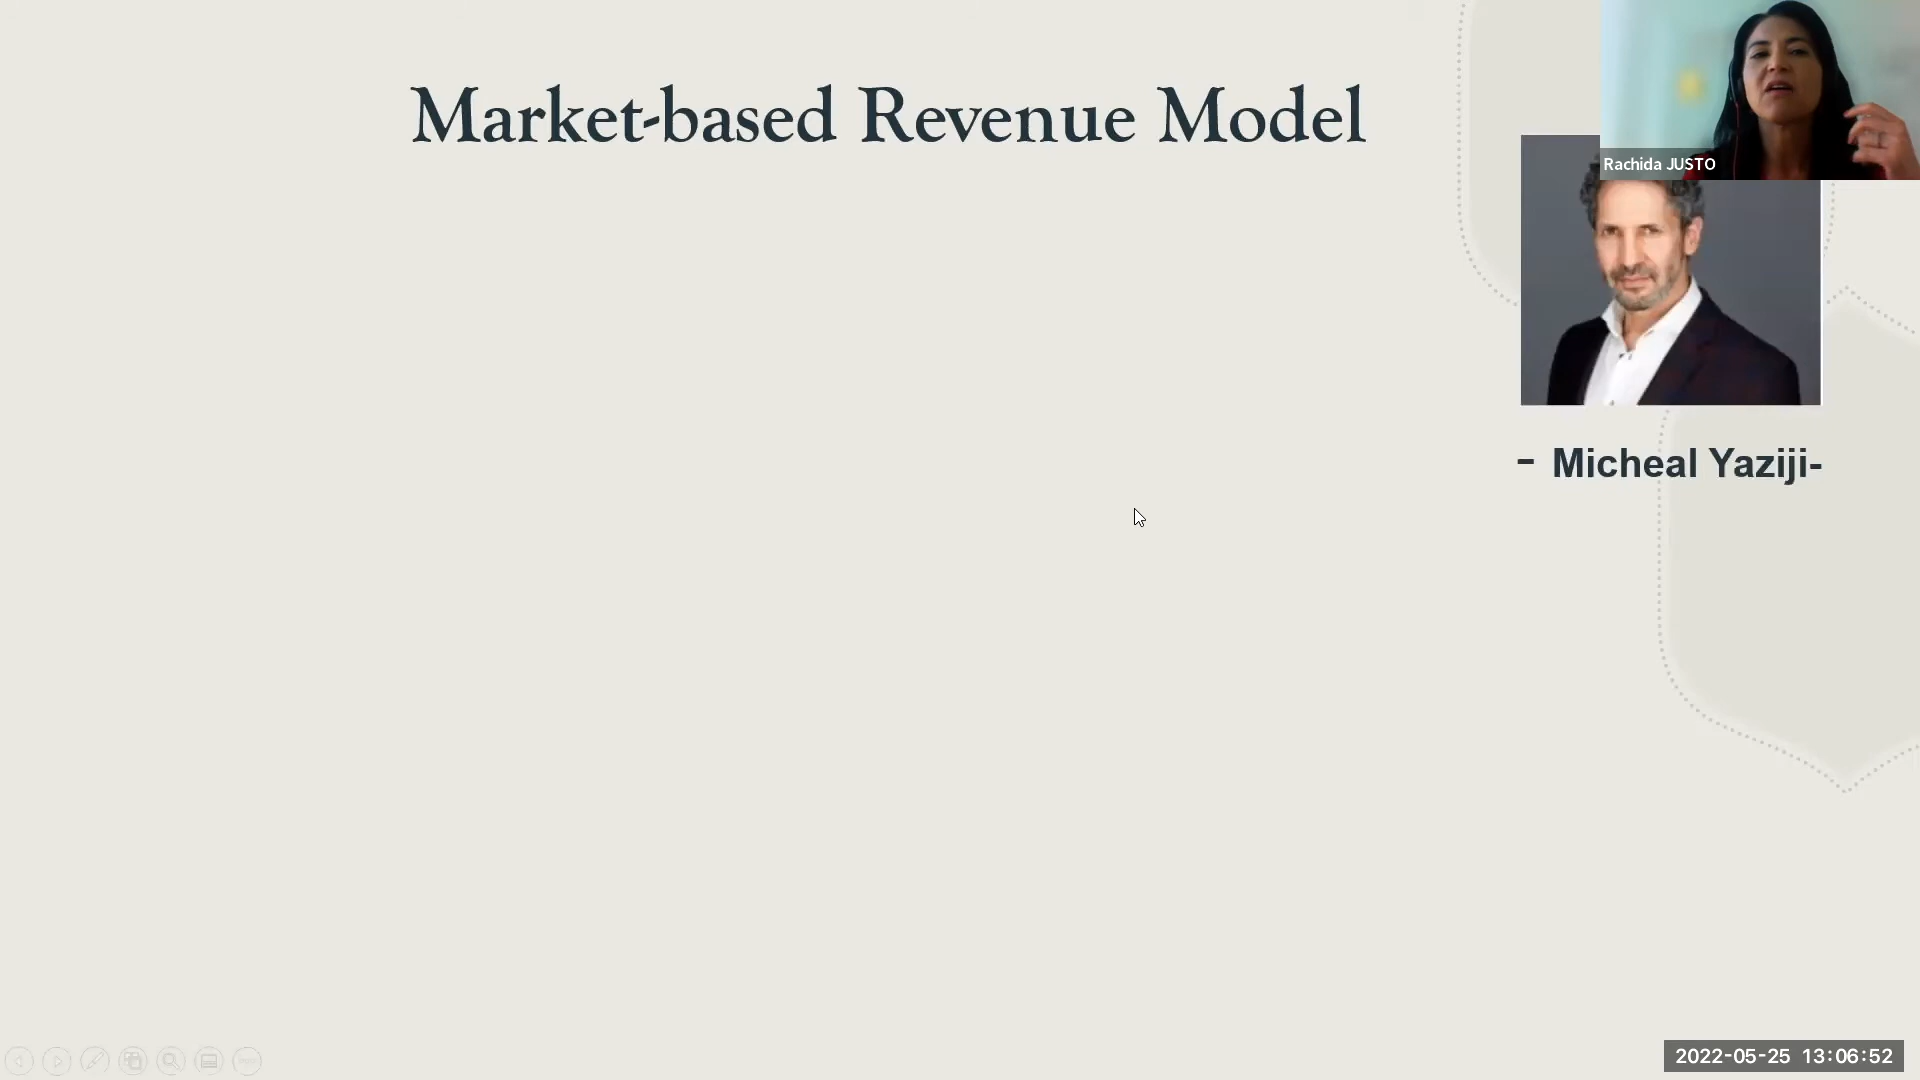 Market-based Revenue Model
Rachida JUSTO
- Micheal Yaziji-
2022-05-25 13:06:52